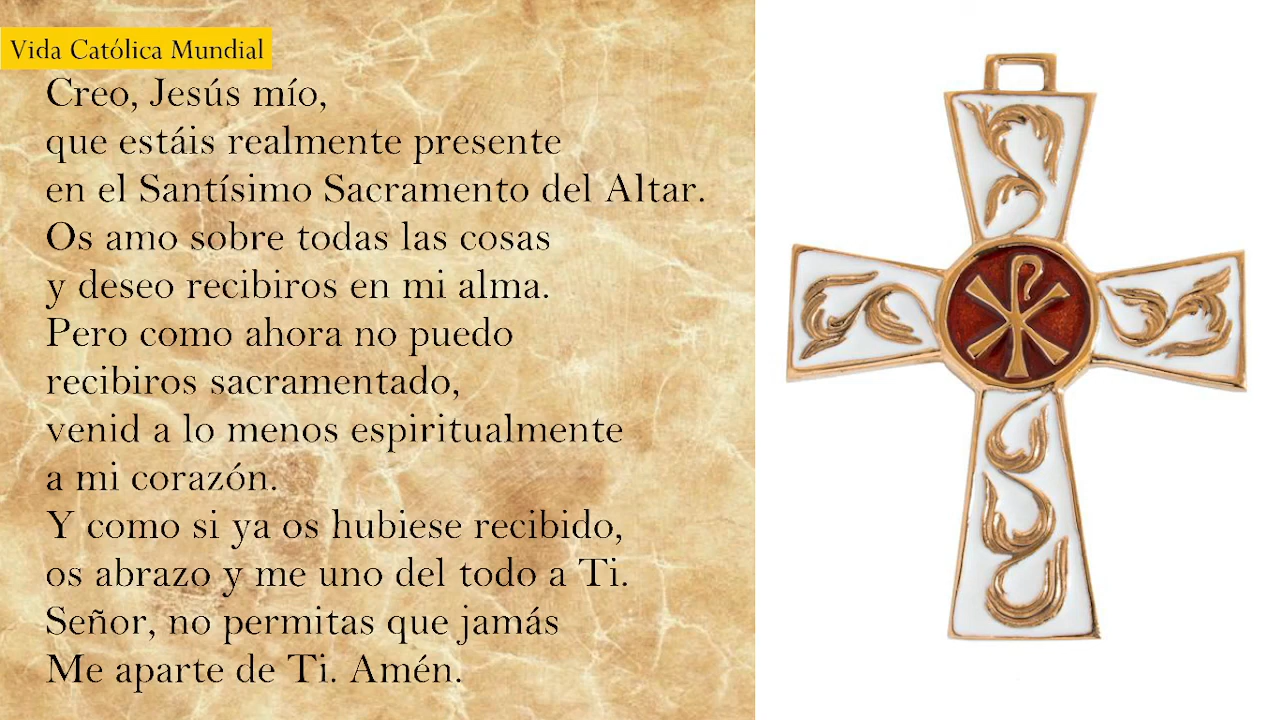 Vida Católica Mundial
Creo, Jesús mío,
que estáis realmente presente
en el Santísimo Sacramento del Altar.
Os amo sobre todas las cosas
y deseo recibiros en mi alma.
Pero como ahora no puedo
recibiros sacramentado,
venid a lo menos espiritualmente
a mi corazón.
Y como si ya os hubiese recibido,
os abrazo y me uno del todo a Ti.
Señor, no permitas que jamás
Me aparte de Ti. Amén.